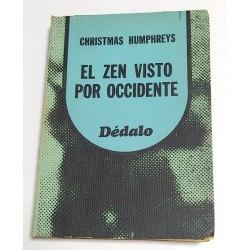 CHRISTMAS HUMPHREYS
EL ZEN VISTO
POR OCCIDENTE
Dédalo